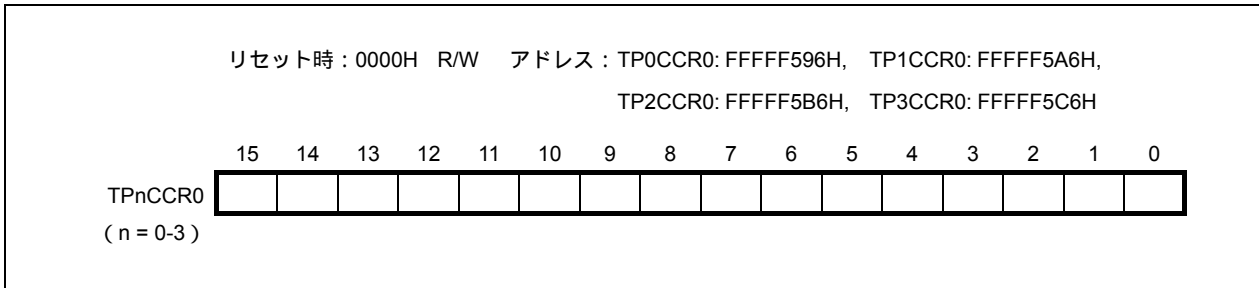 リセット時：0000H R/W アドレス：TP0CCR0: FFFFF596H, TP1CCR0: FFFFF5A6H,
TP2CCR0: FFFFF5B6H, TP3CCR0: FFFFF5C6H
15 14 13 12 11 10 9 8 7 6 5 4 3 2 1 0
TPnCCR0
（n = 0-3）